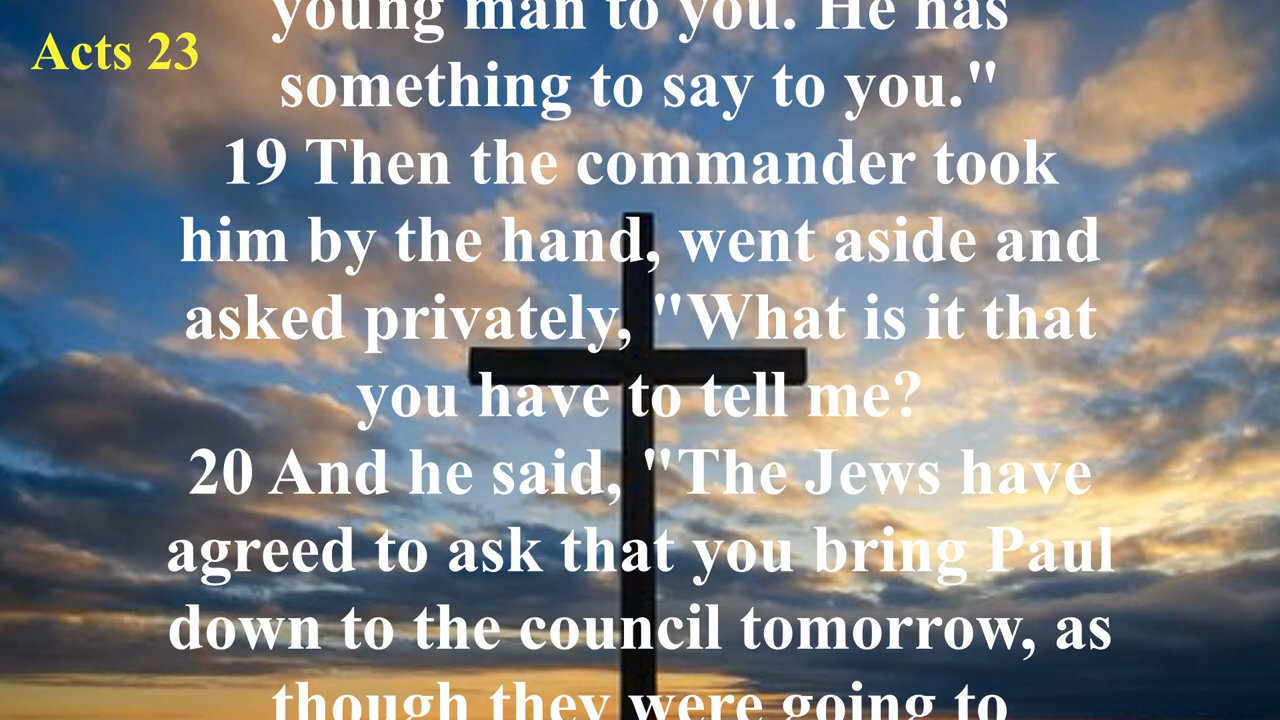 Acts 23
young man to you. He has
something to say to you."
19 Then the commander took
him by the hand, went aside and
asked privately, "What is it that
you have to tell me?
20 And he said, "The Jews have
agreed to ask that you bring Paul
down to the council tomorrow, as
though they were going to